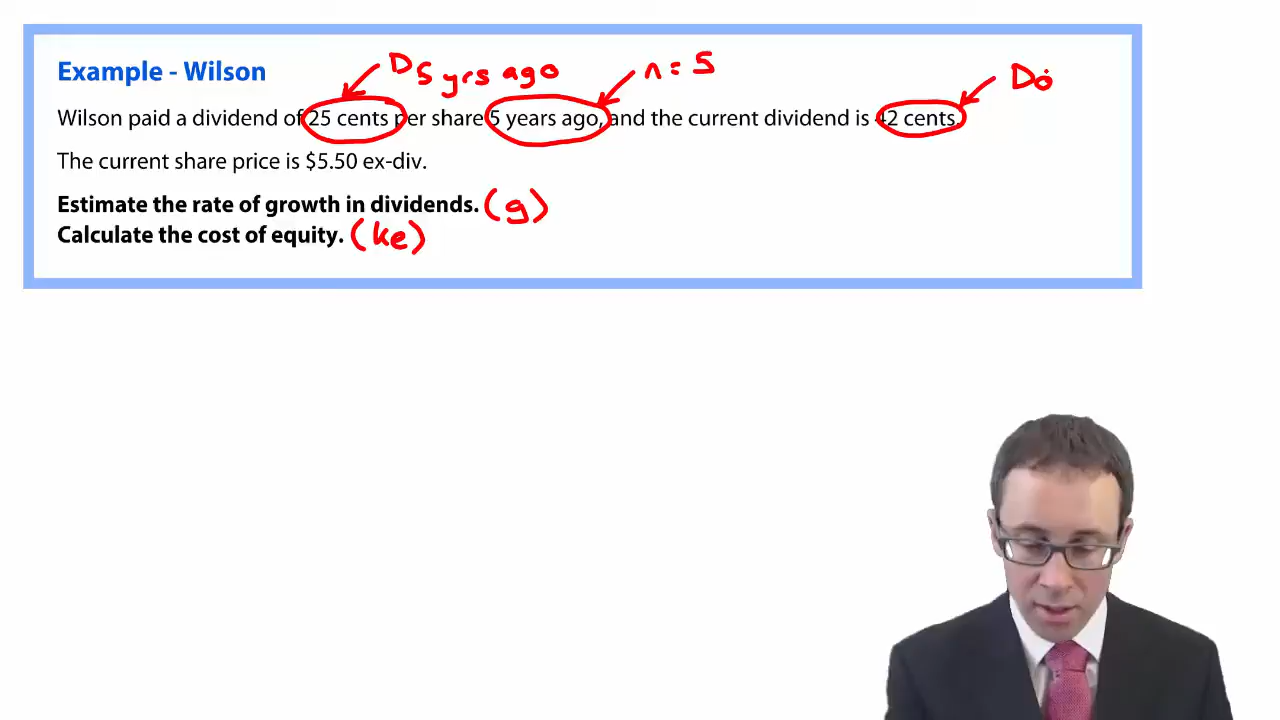 Example - Wilson
D 5 yrs ago
n = 5
Do
Wilson paid a dividend of 25 cents per share 5 years ago, and the current dividend is 42 cents.
The current share price is $5.50 ex-div.
Estimate the rate of growth in dividends. (g)
Calculate the cost of equity. (ke)